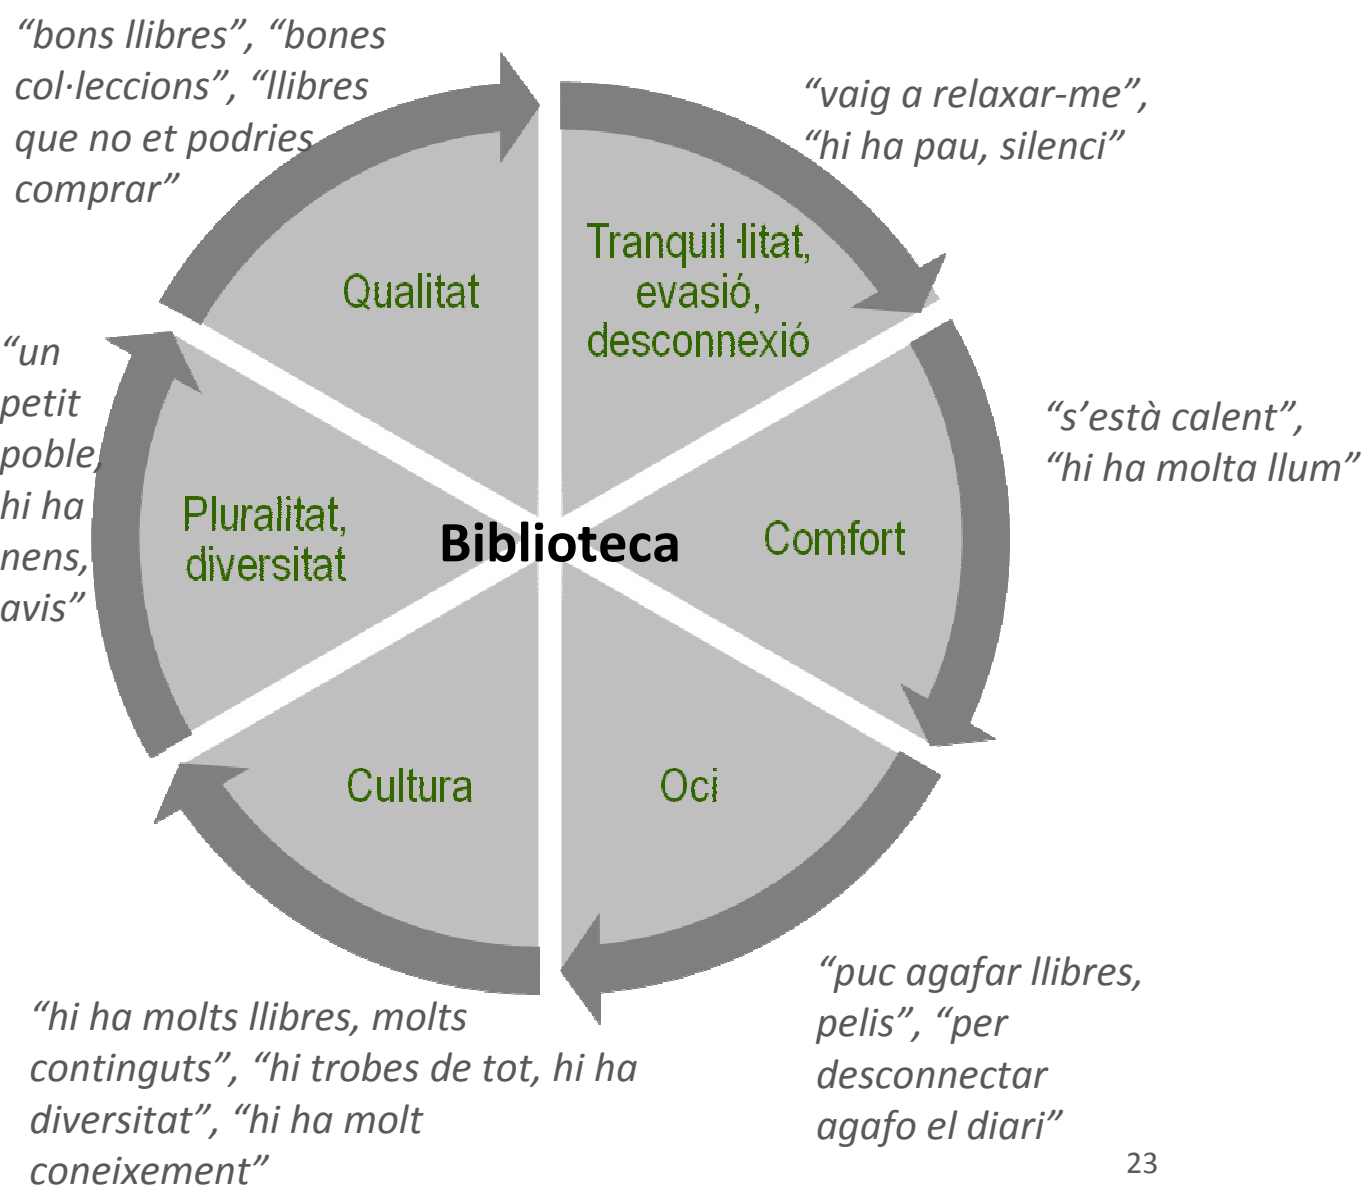 “bons llibres”, “bones
col·leccions”, “llibres
que no et podries
comprar”
“vaig a relaxar-me”,
“hi ha pau, silenci”
Tranquil·litat,
evasió,
desconnexió
Qualitat
“un
petit
poble,
hi ha
nens,
avis”
“s’està calent”,
“hi ha molta llum”
Pluralitat,
diversitat
Biblioteca
Comfort
Cultura
Oci
“puc agafar llibres,
pelis”, “per
desconnectar
agafo el diari”
“hi ha molts llibres, molts
continguts”, “hi trobes de tot, hi ha
diversitat”, “hi ha molt
coneixement”
23